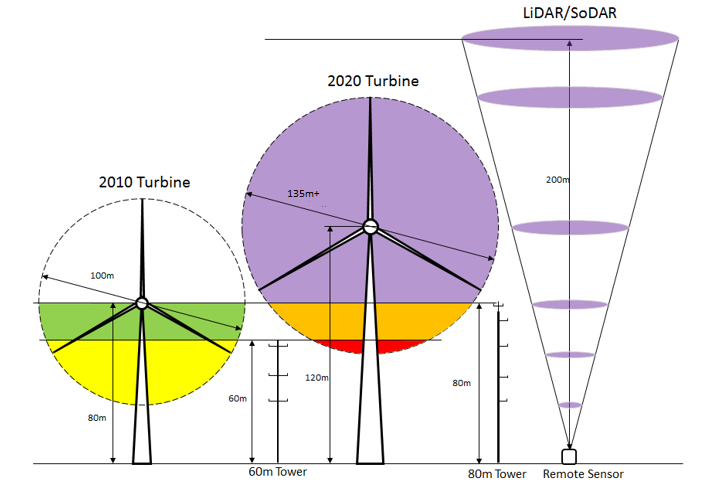 LiDAR/SoDAR
2020 Turbine
2010 Turbine
200m
135m+
100m
120m
80m
60m
80m
60m Tower
80m Tower
Remote Sensor